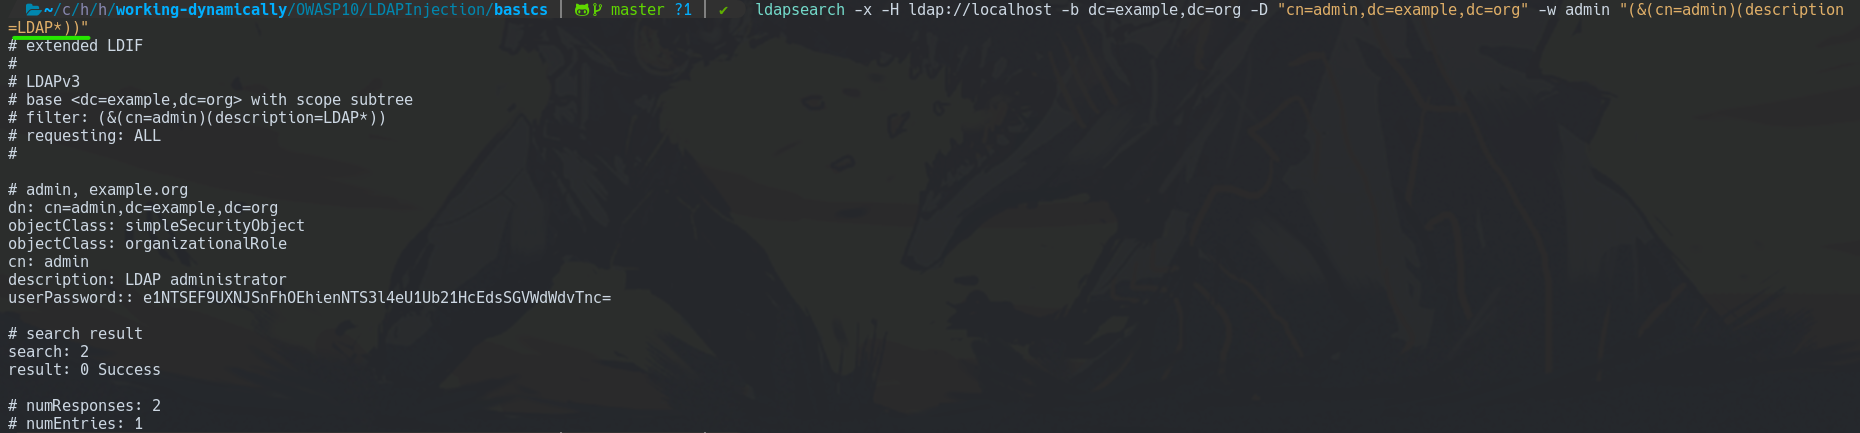 ~/c/h/h/working-dynamically/OWASP10/LDAPInjection/basics master ?1 ✔ ldapsearch -x -H ldap://localhost -b dc=example,dc=org -D "cn=admin,dc=example,dc=org" -w admin "(&(cn=admin)(description
=LDAP*))"
# extended LDIF
#
# LDAPv3
# base <dc=example,dc=org> with scope subtree
# filter: (&(cn=admin)(description=LDAP*))
# requesting: ALL
#
# admin, example.org
dn: cn=admin,dc=example,dc=org
objectClass: simpleSecurityObject
objectClass: organizationalRole
cn: admin
description: LDAP administrator
userPassword:: e1NTSEF9UXNJSnFhOEhienNTS3l4eU1Ub21HcEdsSGVWdWdvTnc=
# search result
search: 2
result: 0 Success
# numResponses: 2
# numEntries: 1